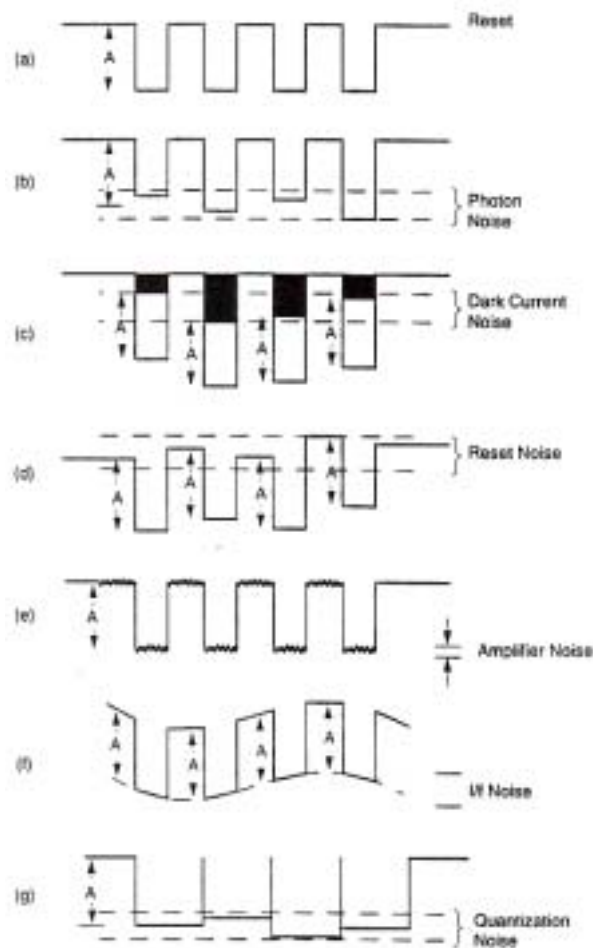 Reset
(a)
A
(b)
A
Photon
Noise
(c)
A
A
A
A
Dark Current
Noise
(d)
A
A
A
A
Reset Noise
(e)
A
Amplifier Noise
(f)
A
A
A
A
I/f Noise
(g)
A
Quantization
Noise